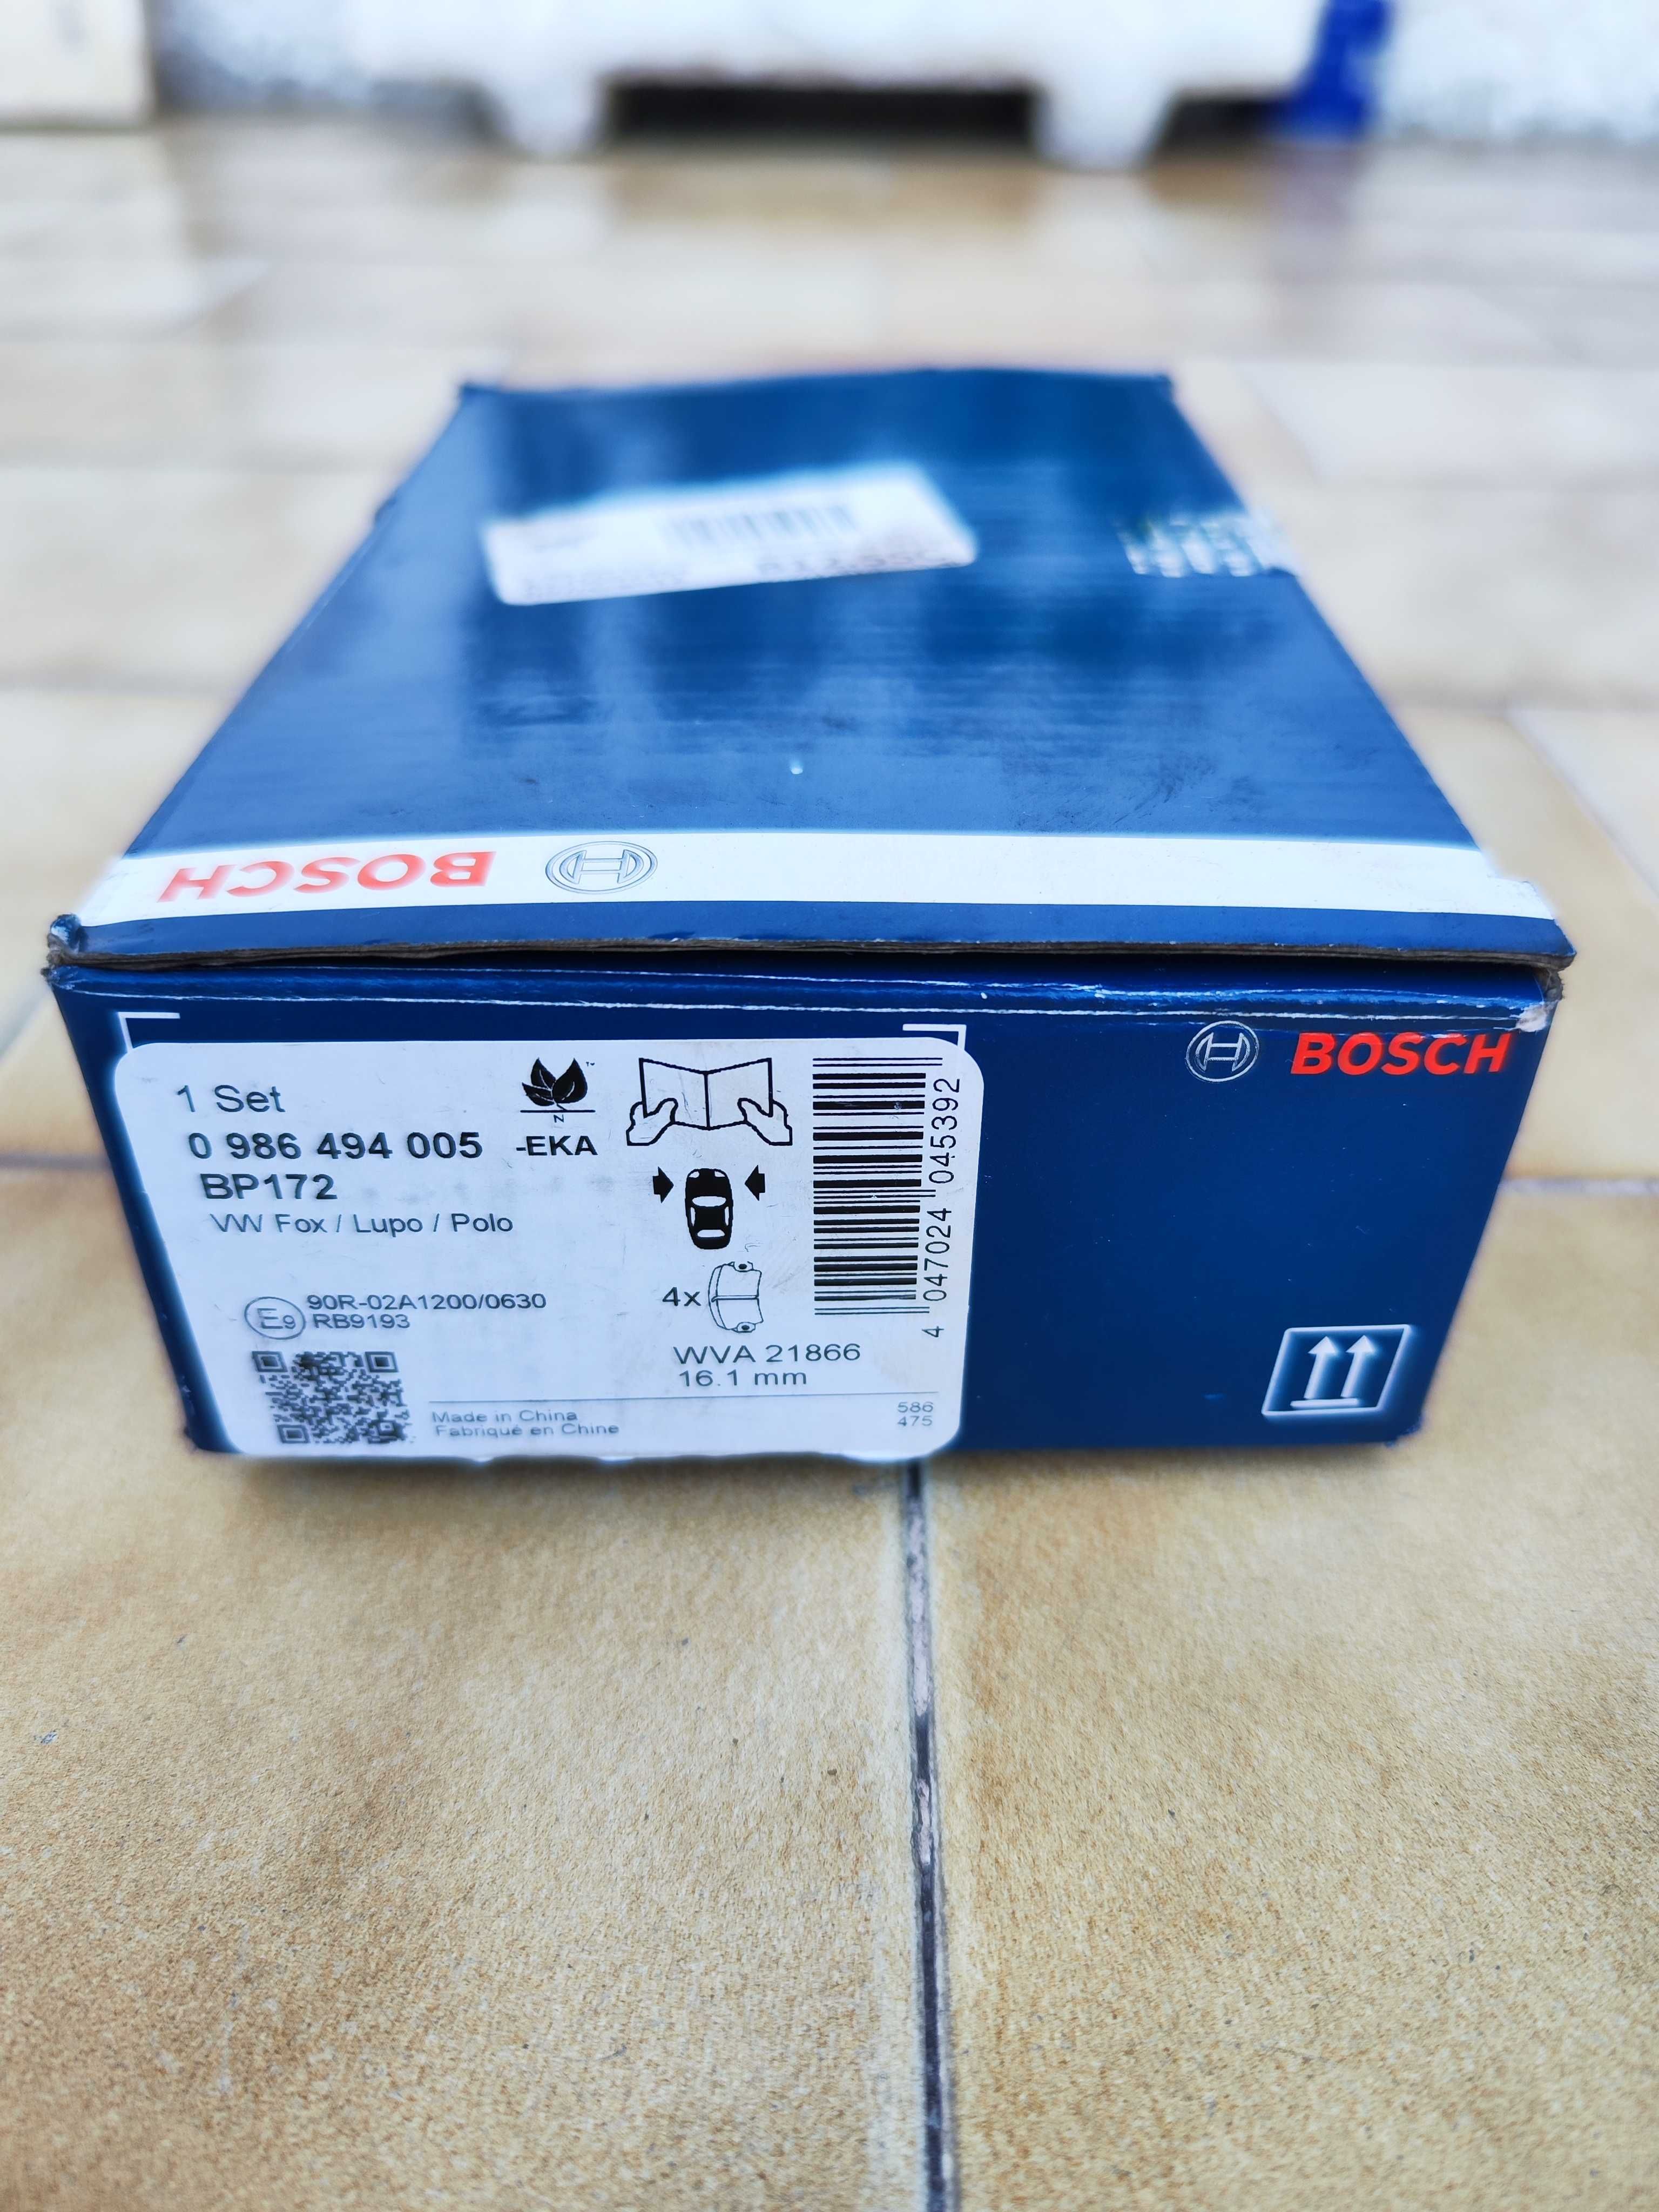 BOSCH
BOSCH
1 Set
0 986 494 005 -EKA
BP172
VW Fox / Lupo / Polo
E9
90R-02A1200/0630
RB9193
4x
WVA 21866
16.1 mm
Made in China
Fabriqué en Chine
586
475
4 047024 045392